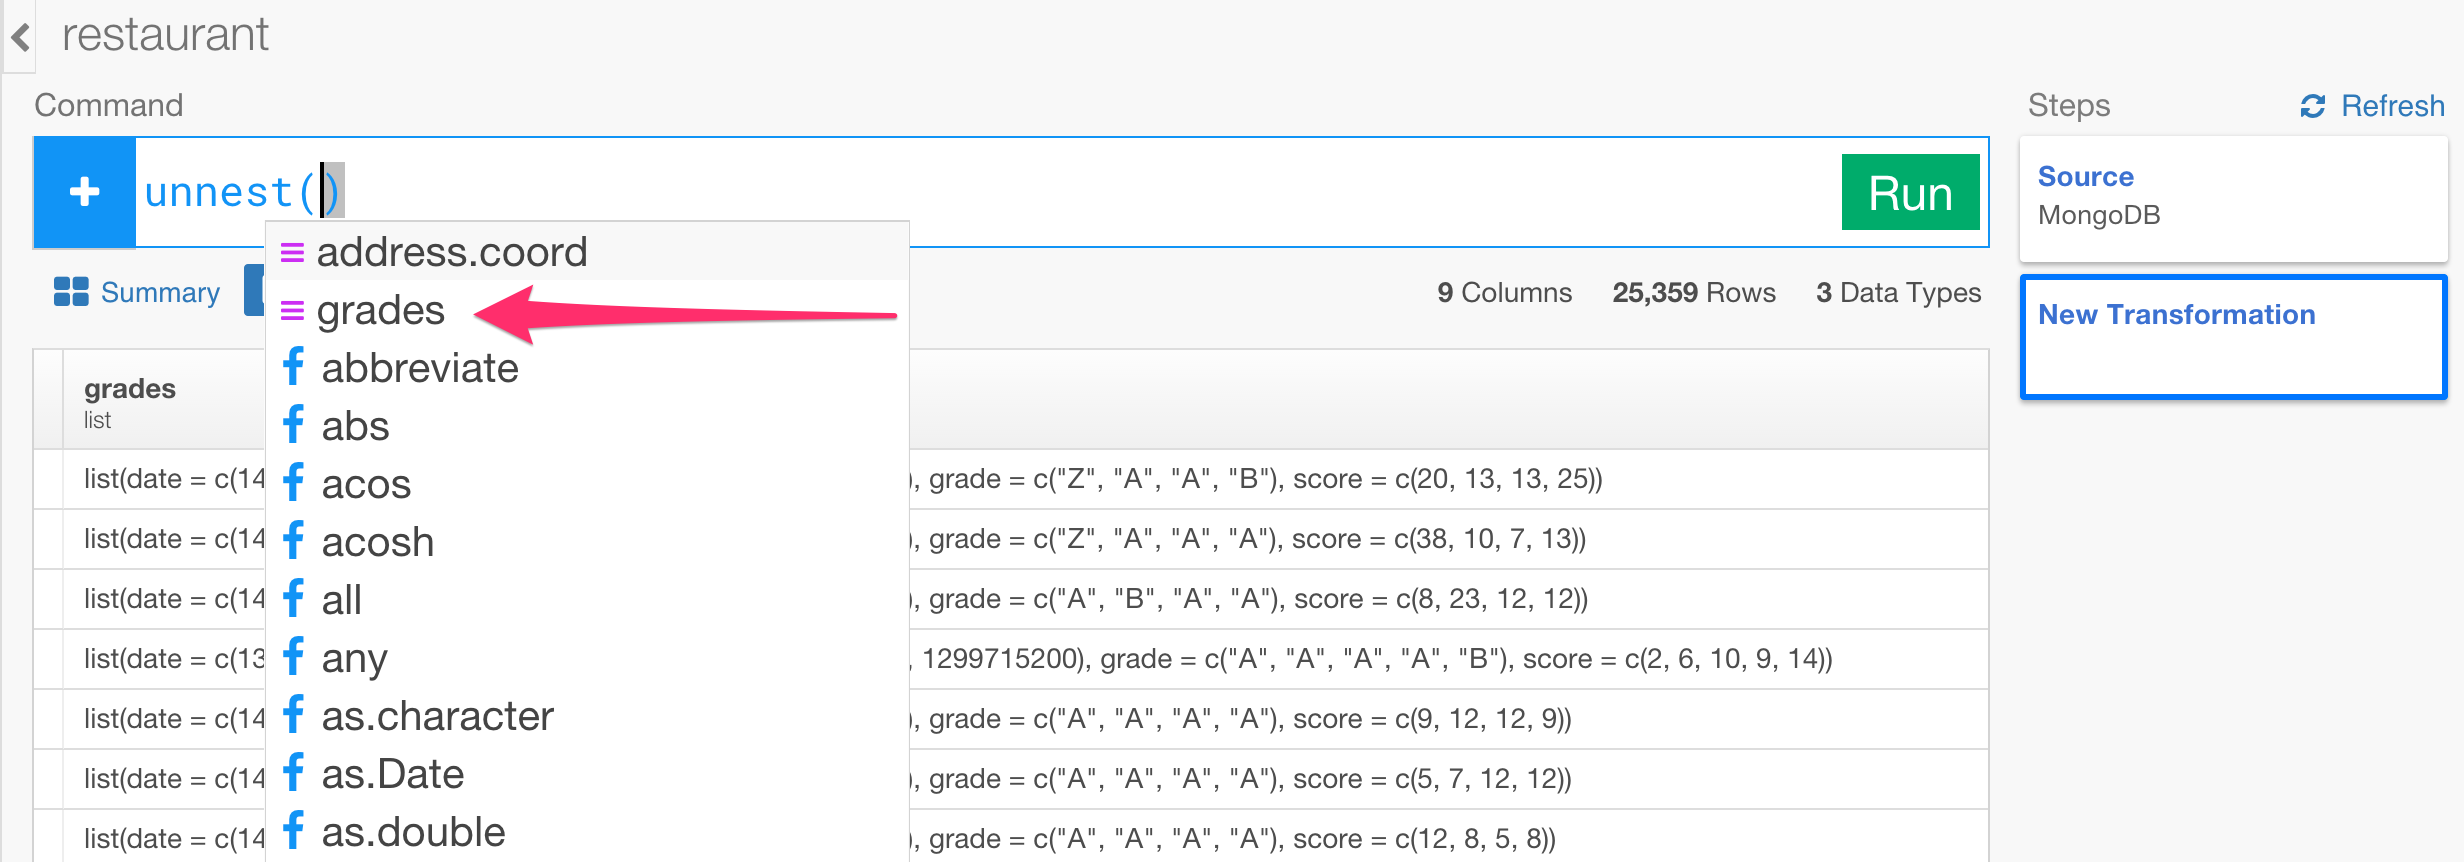 restaurant
Command
Steps
Refresh
unnest()
Run
Source
MongoDB
New Transformation
Summary
9 Columns
25,359 Rows
3 Data Types
address.coord
grades
abbreviate
abs
acos
acosh
all
any
as.character
as.Date
as.double
grades
list
list(date = c(14 ), grade = c("Z", "A", "A", "B"), score = c(20, 13, 13, 25))
list(date = c(14 ), grade = c("Z", "A", "A", "A"), score = c(38, 10, 7, 13))
list(date = c(14 ), grade = c("A", "B", "A", "A"), score = c(8, 23, 12, 12))
list(date = c(13 , 1299715200), grade = c("A", "A", "A", "A", "B"), score = c(2, 6, 10, 9, 14))
list(date = c(14 ), grade = c("A", "A", "A", "A"), score = c(9, 12, 12, 9))
list(date = c(14 ), grade = c("A", "A", "A", "A"), score = c(5, 7, 12, 12))
list(date = c(14 ), grade = c("A", "A", "A", "A"), score = c(12, 8, 5, 8))